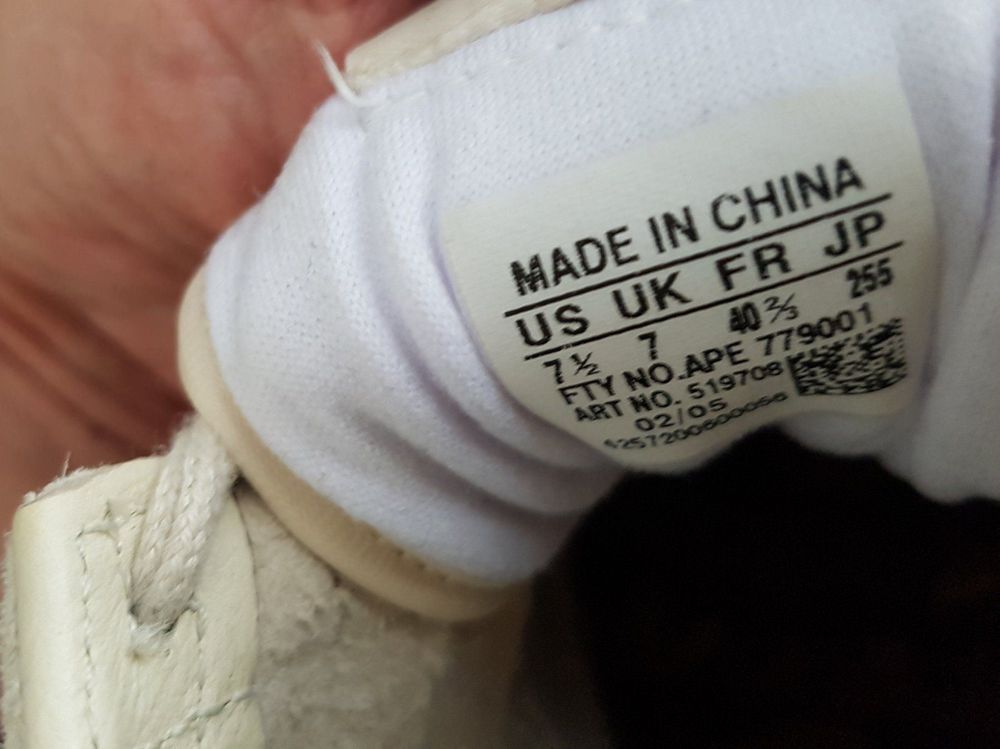 MADE IN CHINA
US UK FR JP
7½ 7 40⅔ 255
FTY NO.APE 779001
ART NO. 519708
02/05